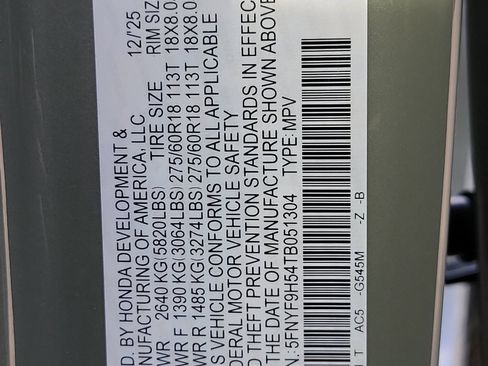 D. BY HONDA DEVELOPMENT & 12/'25
NUFACTURING OF AMERICA, LLC
WR 2640 KG(5820LBS) TIRE SIZE RIM SIZ
WR F 1390 KG(3064LBS) 275/60R18 113T 18X8.0
WR R 1485 KG(3274LBS) 275/60R18 113T 18X8.0
S VEHICLE CONFORMS TO ALL APPLICABLE
DERAL MOTOR VEHICLE SAFETY
D THEFT PREVENTION STANDARDS IN EFFEC
THE DATE OF MANUFACTURE SHOWN ABOVE
N: 5FNYF9H54TB051304 TYPE: MPV
T AC5 -G545M -Z -B